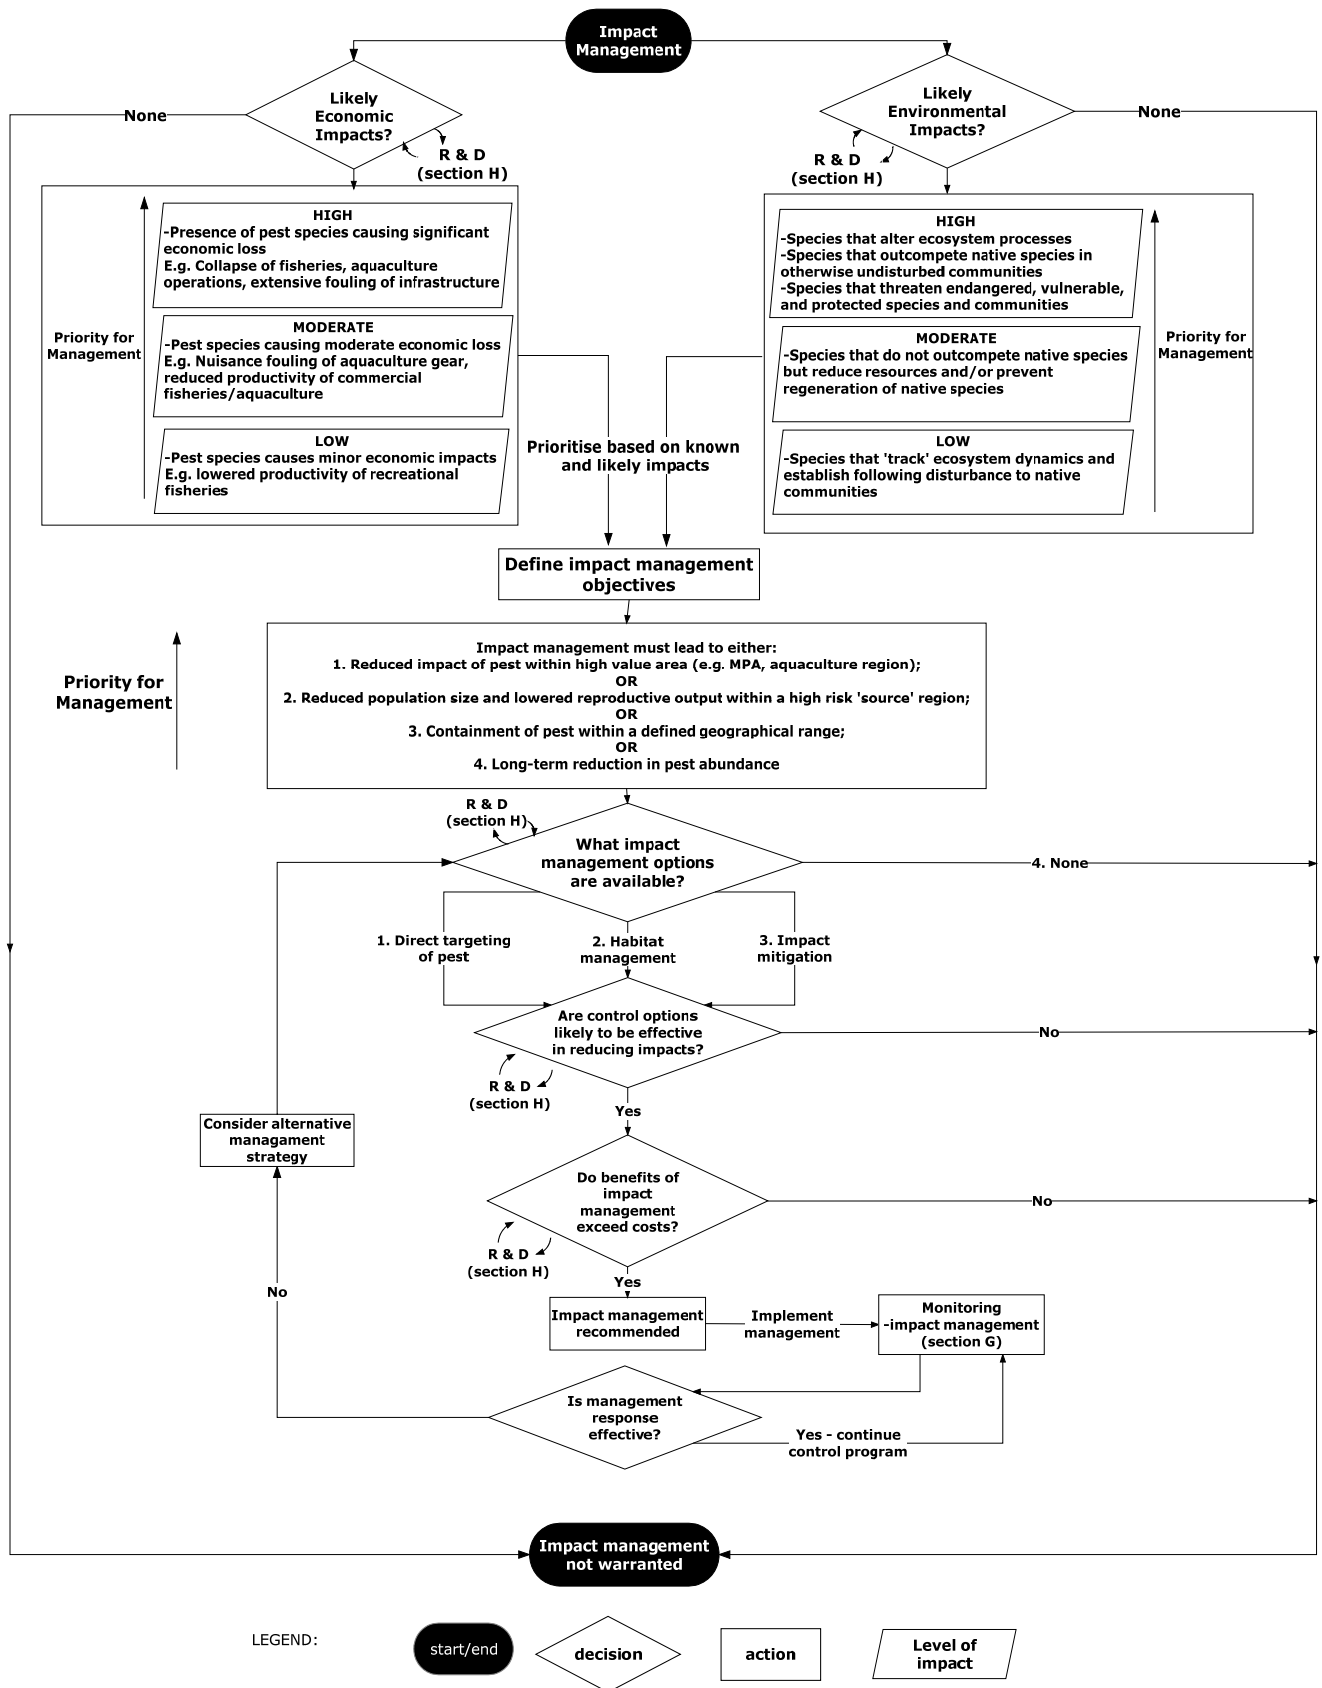 Impact
Management
Likely
Economic
Impacts?
None
R & D
(section H)
Likely
Environmental
Impacts?
None
R & D
(section H)
Priority for
Management
HIGH
-Presence of pest species causing significant
economic loss
E.g. Collapse of fisheries, aquaculture
operations, extensive fouling of infrastructure
MODERATE
-Pest species causing moderate economic loss
E.g. Nuisance fouling of aquaculture gear,
reduced productivity of commercial
fisheries/aquaculture
LOW
-Pest species causes minor economic impacts
E.g. lowered productivity of recreational
fisheries
HIGH
-Species that alter ecosystem processes
-Species that outcompete native species in
otherwise undisturbed communities
-Species that threaten endangered, vulnerable,
and protected species and communities
MODERATE
-Species that do not outcompete native species
but reduce resources and/or prevent
regeneration of native species
LOW
-Species that 'track' ecosystem dynamics and
establish following disturbance to native
communities
Priority for
Management
Prioritise based on known
and likely impacts
Define impact management
objectives
Priority for
Management
Impact management must lead to either:
1. Reduced impact of pest within high value area (e.g. MPA, aquaculture region);
OR
2. Reduced population size and lowered reproductive output within a high risk 'source' region;
OR
3. Containment of pest within a defined geographical range;
OR
4. Long-term reduction in pest abundance
R & D
(section H)
What impact
management options
are available?
4. None
1. Direct targeting
of pest
2. Habitat
management
3. Impact
mitigation
Are control options
likely to be effective
in reducing impacts?
No
R & D
(section H)
Yes
Consider alternative
managament
strategy
Do benefits of
impact
management
exceed costs?
No
R & D
(section H)
Yes
No
Impact management
recommended
Implement
management
Monitoring
-impact management
(section G)
Is management
response
effective?
Yes - continue
control program
Impact management
not warranted
LEGEND:
start/end
decision
action
Level of
impact